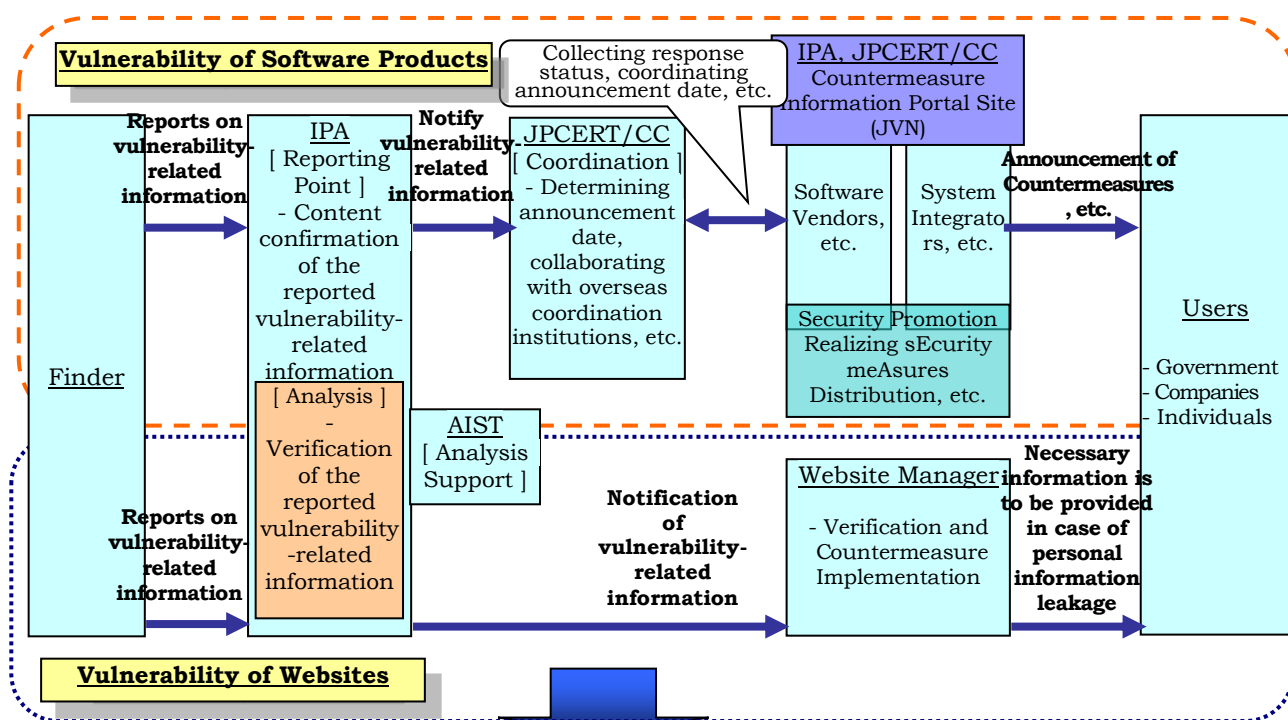 Vulnerability of Software Products
Collecting response
status, coordinating
announcement date, etc.
IPA, JPCERT/CC
Countermeasure
Information Portal Site
(JVN)
Finder
Reports on
vulnerability-
related
information
IPA
[ Reporting
Point ]
- Content
confirmation
of the
reported
vulnerability-
related
information
[ Analysis ]
-
Verification
of the
reported
vulnerability
-related
information
Notify
vulnerability-
related
information
JPCERT/CC
[ Coordination ]
- Determining
announcement
date,
collaborating
with overseas
coordination
institutions, etc.
Software
Vendors,
etc.
System
Integrato
rs, etc.
Security Promotion
Realizing sEcurity
meAsures
Distribution, etc.
Announcement of
Countermeasures
, etc.
Users
- Government
- Companies
- Individuals
AIST
[ Analysis
Support ]
Reports on
vulnerability-
related
information
Notification
of
vulnerability-
related
information
Website Manager
- Verification and
Countermeasure
Implementation
Necessary
information is
to be provided
in case of
personal
information
leakage
Vulnerability of Websites